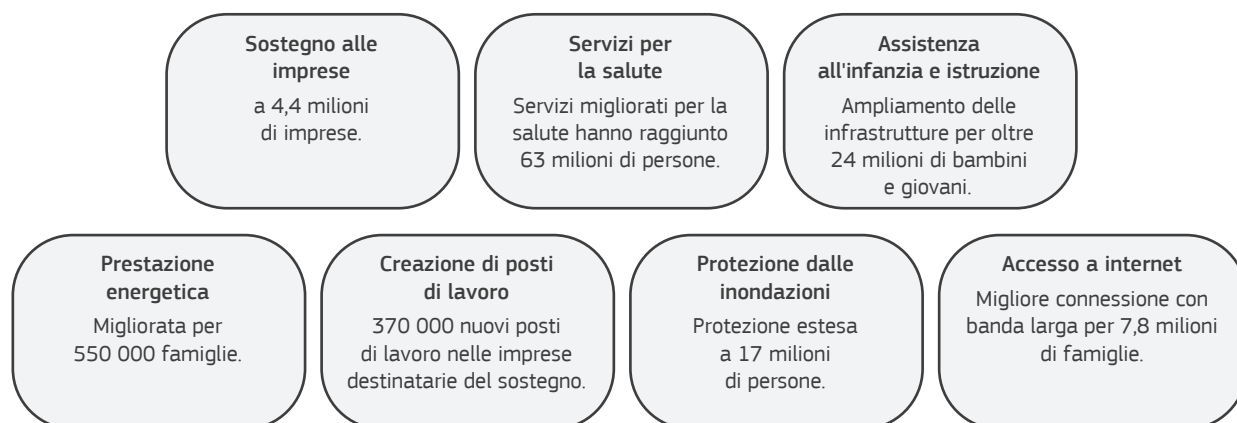 Sostegno alle
imprese
a 4,4 milioni
di imprese.
Servizi per
la salute
Servizi migliorati per la
salute hanno raggiunto
63 milioni di persone.
Assistenza
all'infanzia e istruzione
Ampliamento delle
infrastrutture per oltre
24 milioni di bambini
e giovani.
Prestazione
energetica
Migliorata per
550 000 famiglie.
Creazione di posti
di lavoro
370 000 nuovi posti
di lavoro nelle imprese
destinatarie del sostegno.
Protezione dalle
inondazioni
Protezione estesa
a 17 milioni
di persone.
Accesso a internet
Migliore connessione con
banda larga per 7,8 milioni
di famiglie.